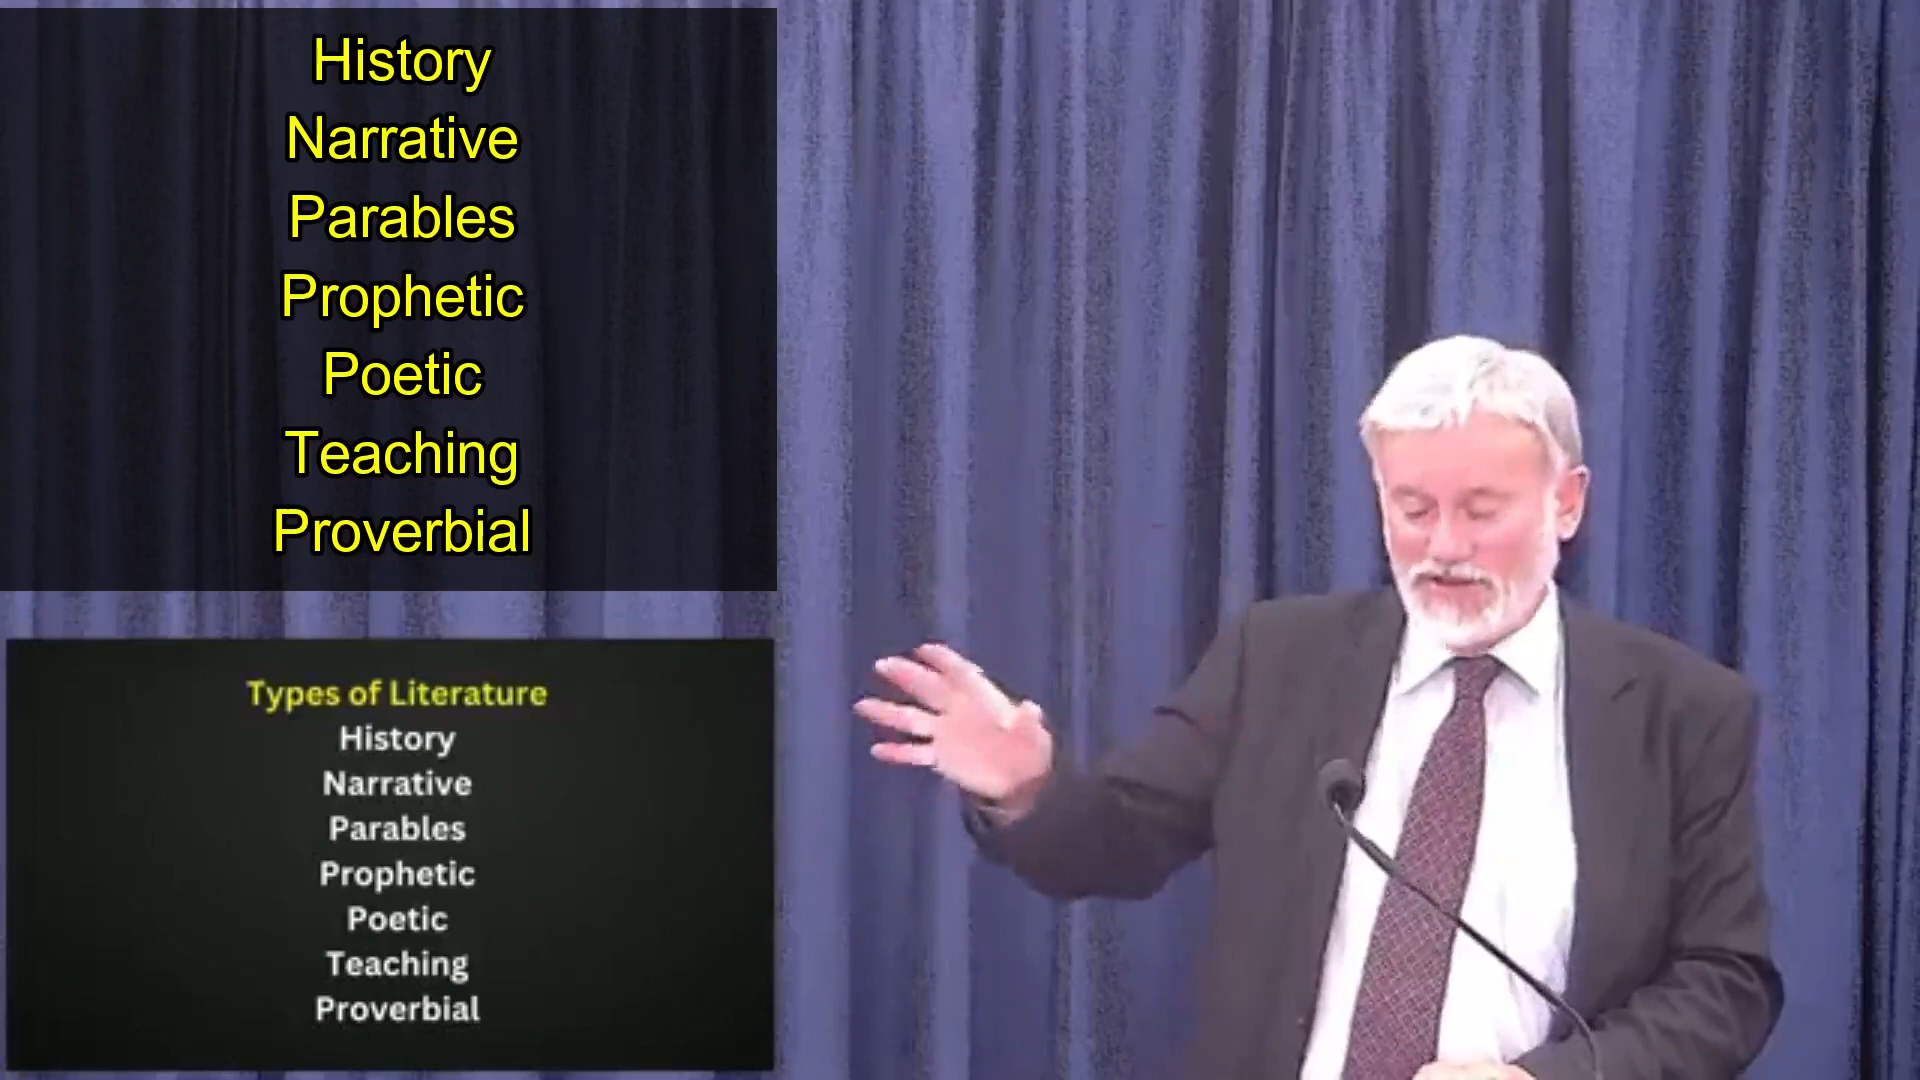 History
Narrative
Parables
Prophetic
Poetic
Teaching
Proverbial
Types of Literature
History
Narrative
Parables
Prophetic
Poetic
Teaching
Proverbial